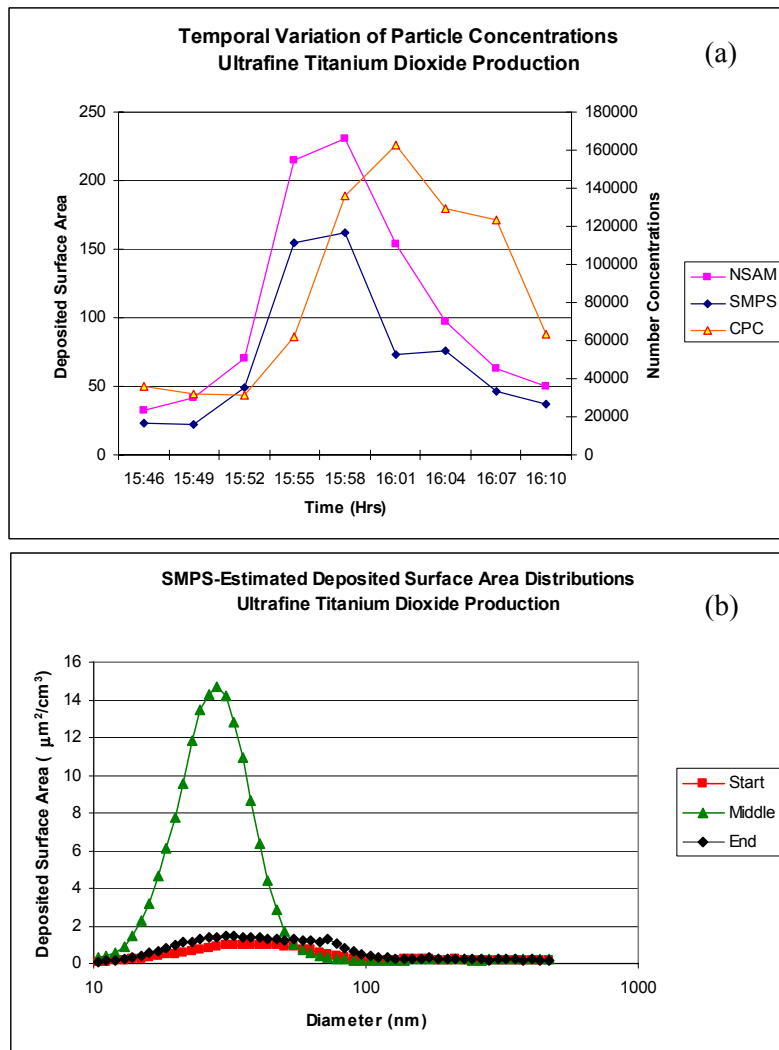 Temporal Variation of Particle Concentrations
Ultrafine Titanium Dioxide Production
(a)
250
200
150
100
50
0
Deposited Surface Area
180000
160000
140000
120000
100000
80000
60000
40000
20000
0
Number Concentrations
15:46 15:49 15:52 15:55 15:58 16:01 16:04 16:07 16:10
Time (Hrs)
NSAM
SMPS
CPC
SMPS-Estimated Deposited Surface Area Distributions
Ultrafine Titanium Dioxide Production
(b)
16
14
12
10
8
6
4
2
0
Deposited Surface Area ( μm²/cm³)
10 100 1000
Diameter (nm)
Start
Middle
End